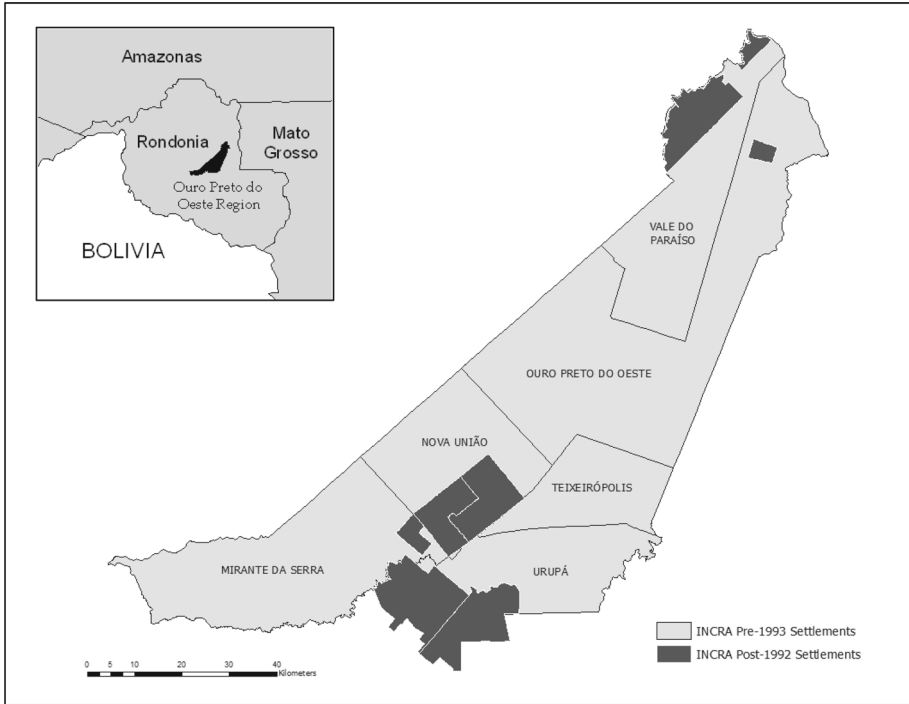 Amazonas
Rondonia
Mato
Grosso
Ouro Preto do
Oeste Region
BOLIVIA
VALE DO
PARAÍSO
OURO PRETO DO OESTE
NOVA UNIÃO
TEIXEIRÓPOLIS
MIRANTE DA SERRA
URUPÁ
INCRA Pre-1993 Settlements
INCRA Post-1992 Settlements
0 5 10 20 30 40
Kilometers